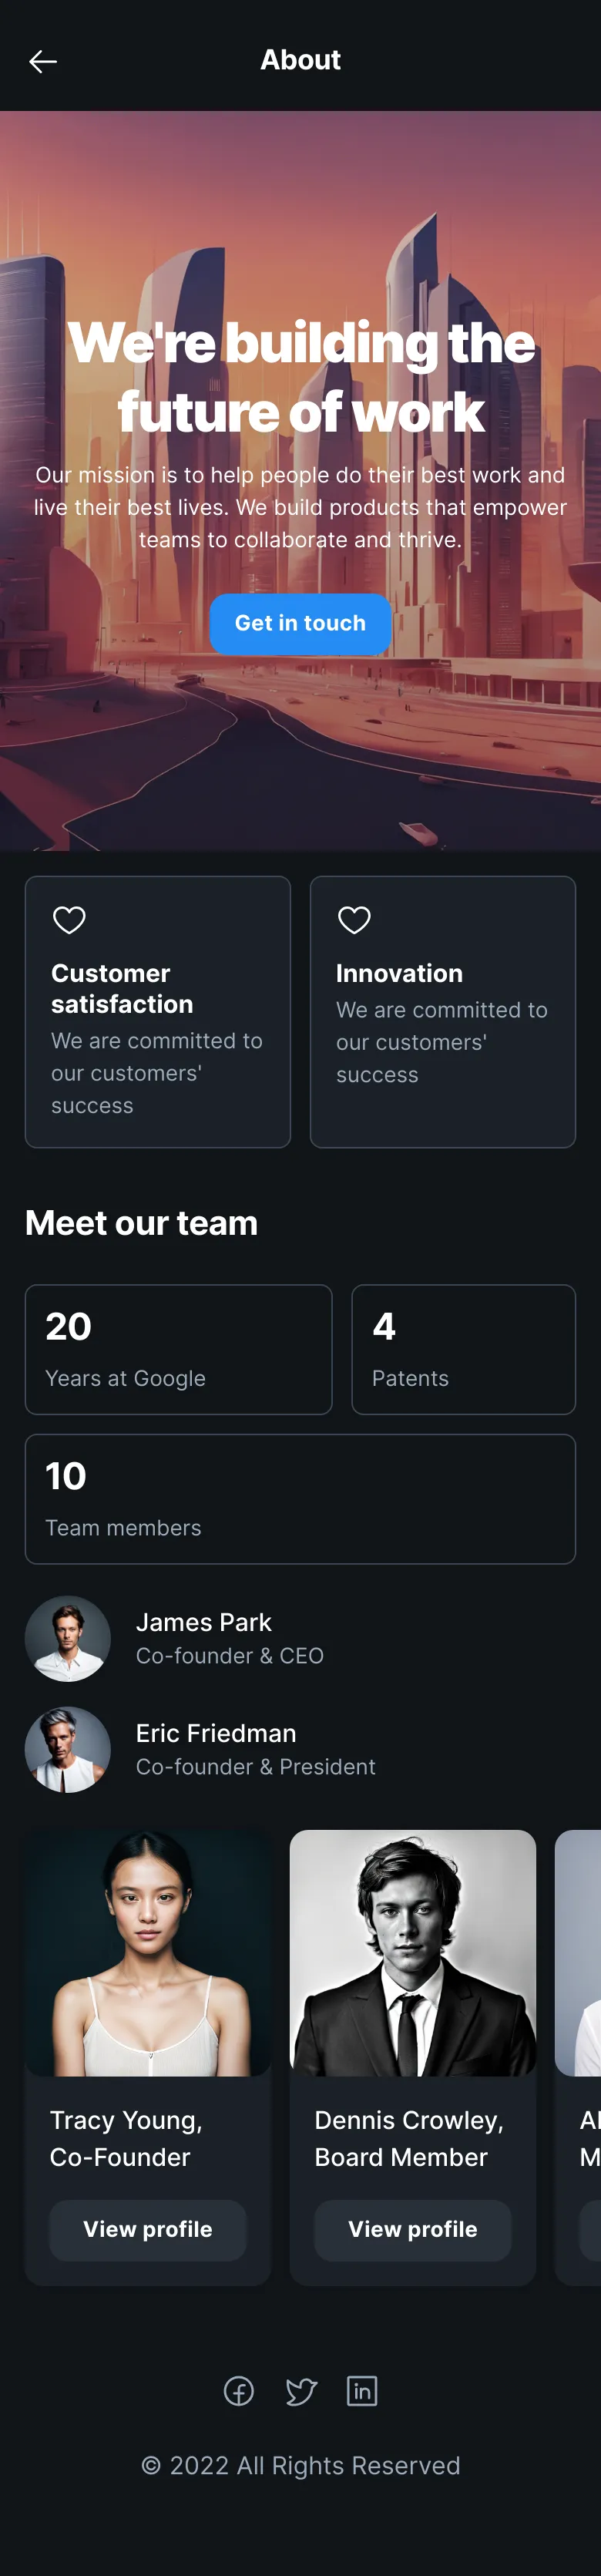 About
We're building the
future of work
Our mission is to help people do their best work and
live their best lives. We build products that empower
teams to collaborate and thrive.
Get in touch
Customer
satisfaction
We are committed to
our customers'
success
Innovation
We are committed to
our customers'
success
Meet our team
20
Years at Google
4
Patents
10
Team members
James Park
Co-founder & CEO
Eric Friedman
Co-founder & President
Tracy Young,
Co-Founder
View profile
Dennis Crowley,
Board Member
View profile
in
© 2022 All Rights Reserved